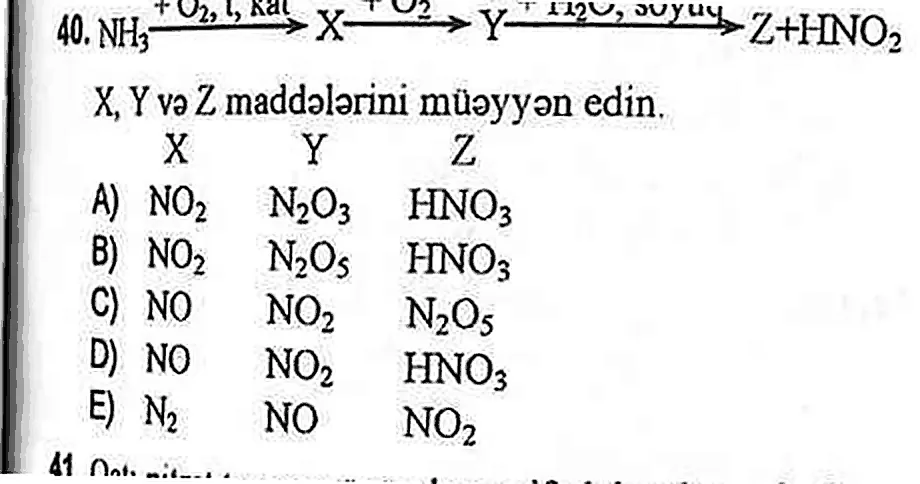 40. NH₃ + O₂, t, kat → X + O₂ → Y + H₂O, soyuq → Z+HNO₂
X, Y və Z maddələrini müəyyən edin.
X Y Z
A) NO₂ N₂O₃ HNO₃
B) NO₂ N₂O₅ HNO₃
C) NO NO₂ N₂O₅
D) NO NO₂ HNO₃
E) N₂ NO NO₂
41